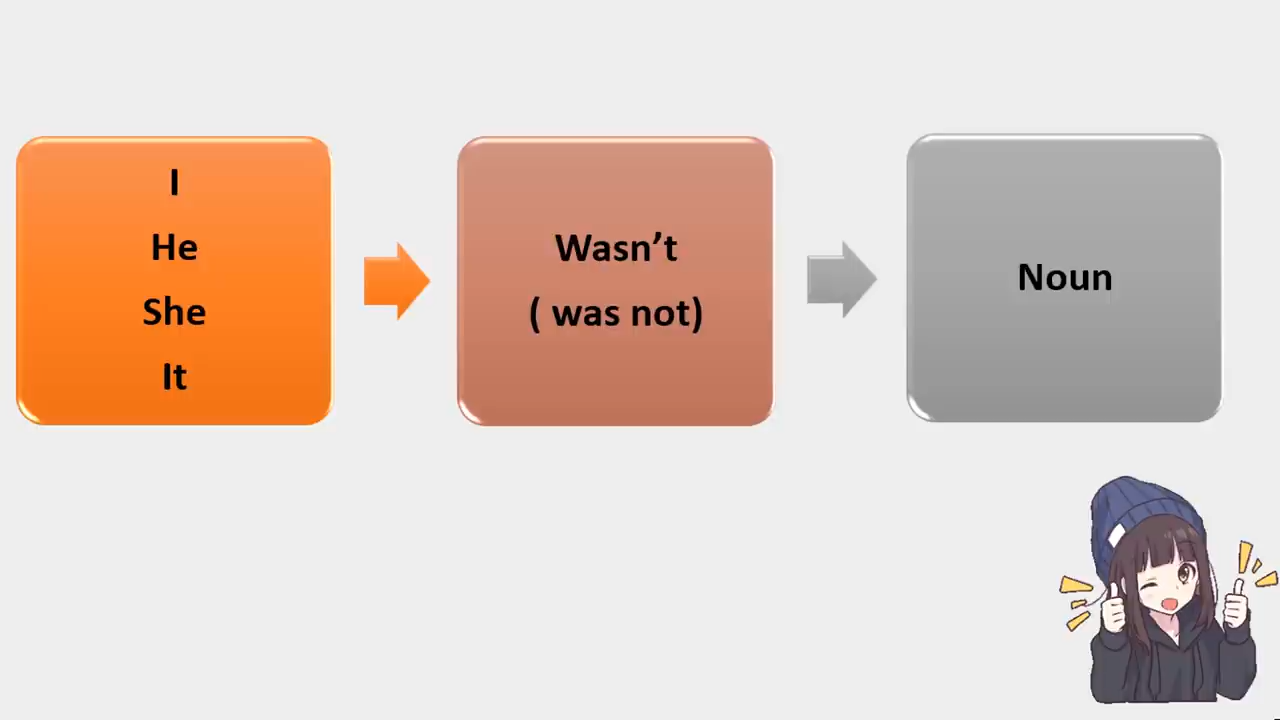 I
He
She
It
Wasn’t
( was not)
Noun